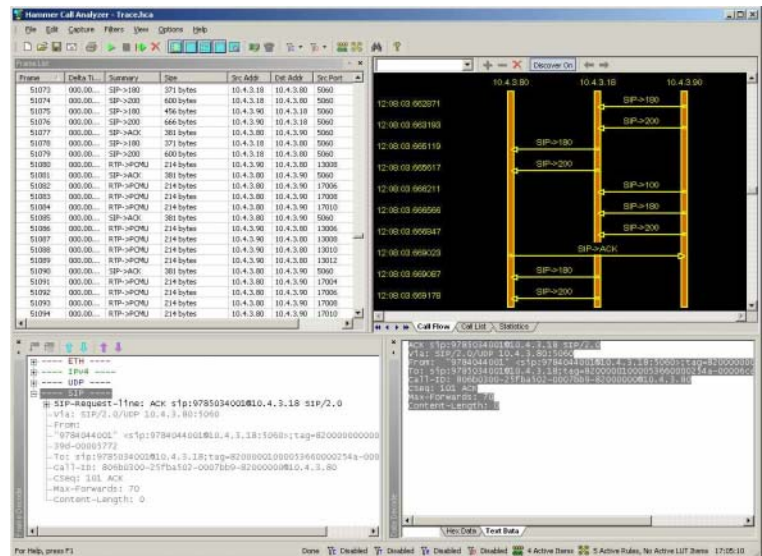 Hammer Call Analyzer - Trace.hca
File Edit Capture Filters View Options Help
Frame List
Frame / Delta Ti... Summary Size Src Addr Dst Addr Src Port
51073 000.00.... SIP->180 371 bytes 10.4.3.18 10.4.3.80 5060
51074 000.00.... SIP->200 600 bytes 10.4.3.18 10.4.3.80 5060
51075 000.00.... SIP->180 456 bytes 10.4.3.90 10.4.3.18 5060
51076 000.00.... SIP->200 666 bytes 10.4.3.90 10.4.3.18 5060
51077 000.00.... SIP->ACK 381 bytes 10.4.3.80 10.4.3.90 5060
51078 000.00.... SIP->180 371 bytes 10.4.3.18 10.4.3.80 5060
51079 000.00.... SIP->200 600 bytes 10.4.3.18 10.4.3.80 5060
51080 000.00.... RTP->PCMU 214 bytes 10.4.3.90 10.4.3.80 13008
51081 000.00.... SIP->ACK 381 bytes 10.4.3.80 10.4.3.90 5060
51082 000.00.... RTP->PCMU 214 bytes 10.4.3.80 10.4.3.90 17006
51083 000.00.... RTP->PCMU 214 bytes 10.4.3.80 10.4.3.90 17008
51084 000.00.... RTP->PCMU 214 bytes 10.4.3.80 10.4.3.90 17010
51085 000.00.... SIP->ACK 381 bytes 10.4.3.80 10.4.3.90 5060
51086 000.00.... RTP->PCMU 214 bytes 10.4.3.90 10.4.3.80 13006
51087 000.00.... RTP->PCMU 214 bytes 10.4.3.90 10.4.3.80 13008
51088 000.00.... RTP->PCMU 214 bytes 10.4.3.90 10.4.3.80 13010
51089 000.00.... RTP->PCMU 214 bytes 10.4.3.90 10.4.3.80 13012
51090 000.00.... SIP->ACK 381 bytes 10.4.3.80 10.4.3.90 5060
51091 000.00.... RTP->PCMU 214 bytes 10.4.3.80 10.4.3.90 17004
51092 000.00.... RTP->PCMU 214 bytes 10.4.3.80 10.4.3.90 17006
51093 000.00.... RTP->PCMU 214 bytes 10.4.3.80 10.4.3.90 17008
51094 000.00.... RTP->PCMU 214 bytes 10.4.3.80 10.4.3.90 17010
Discover On
10.4.3.80 10.4.3.18 10.4.3.90
12:08:03:662871 SIP->180
12:08:03:663193 SIP->200
12:08:03:665119 SIP->180
12:08:03:665617 SIP->200
12:08:03:666211 SIP->100
12:08:03:666566 SIP->180
12:08:03:666847 SIP->200
12:08:03:669023 SIP->ACK
12:08:03:669087 SIP->180
12:08:03:669178 SIP->200
Call Flow Call List Statistics
---- ETH ----
---- IPv4 ----
---- UDP ----
---- SIP ----
SIP-Request-line: ACK sip:9785034001@10.4.3.18 SIP/2.0
Via: SIP/2.0/UDP 10.4.3.80:5060
From:
"9784044001" <sip:9784044001@10.4.3.18:5060>;tag=82000000000
39d-00005772
To: sip:9785034001@10.4.3.18;tag=82000001000053660000254a-000
Call-ID: 806b0300-25fba502-0007bb9-82000000@10.4.3.80
CSeq: 101 ACK
Max-Forwards: 70
Content-Length: 0
ACK sip:9785034001@10.4.3.18 SIP/2.0
Via: SIP/2.0/UDP 10.4.3.80:5060
From: "9784044001" <sip:9784044001@10.4.3.18:5060>;tag=820000000
To: sip:9785034001@10.4.3.18;tag=82000001000053660000254a-00006c
Call-ID: 806b0300-25fba502-0007bb9-82000000@10.4.3.80
CSeq: 101 ACK
Max-Forwards: 70
Content-Length: 0
Hex Data Text Data
For Help, press F1
Done Disabled Disabled Disabled Disabled 4 Active Items 5 Active Rules, No Active LUT Items 17:05:10